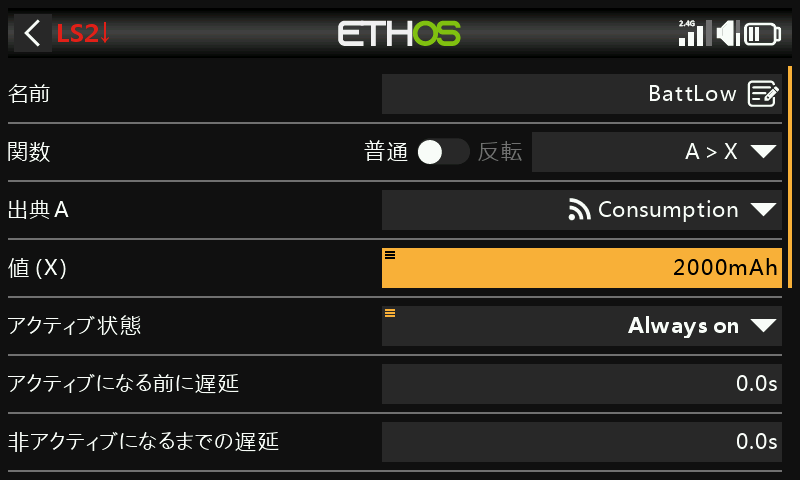 LS2↓ ETHOS 2.4G
名前 BattLow
関数 普通 反転 A > X
出典 A Consumption
値 (X) 2000mAh
アクティブ状態 Always on
アクティブになる前に遅延 0.0s
非アクティブになるまでの遅延 0.0s